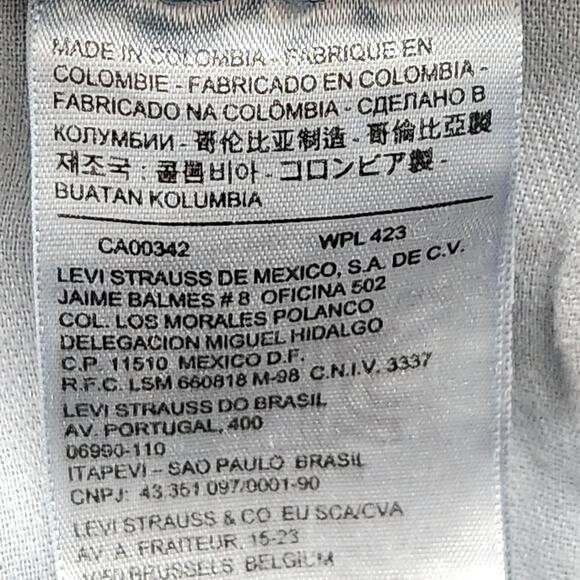 MADE IN COLOMBIA - FABRIQUE EN
COLOMBIE - FABRICADO EN COLOMBIA -
FABRICADO NA COLÔMBIA - СДЕЛАНО В
КОЛУМБИИ - 哥伦比亚制造 - 哥倫比亞製
제조국 : 콜롬비아 - コロンビア製 -
BUATAN KOLUMBIA
CA00342 WPL 423
LEVI STRAUSS DE MEXICO, S.A. DE C.V.
JAIME BALMES # 8 OFICINA 502
COL. LOS MORALES POLANCO
DELEGACION MIGUEL HIDALGO
C.P. 11510 MEXICO D.F.
R.F.C. LSM 660818 M-98 C.N.I.V. 3337
LEVI STRAUSS DO BRASIL
AV. PORTUGAL, 400
06990-110
ITAPEVI - SAO PAULO BRASIL
CNPJ: 43.351.097/0001-90
LEVI STRAUSS & CO EU SCA/CVA
AV. A. FRAITEUR, 15-23
1050 BRUSSELS BELGIUM